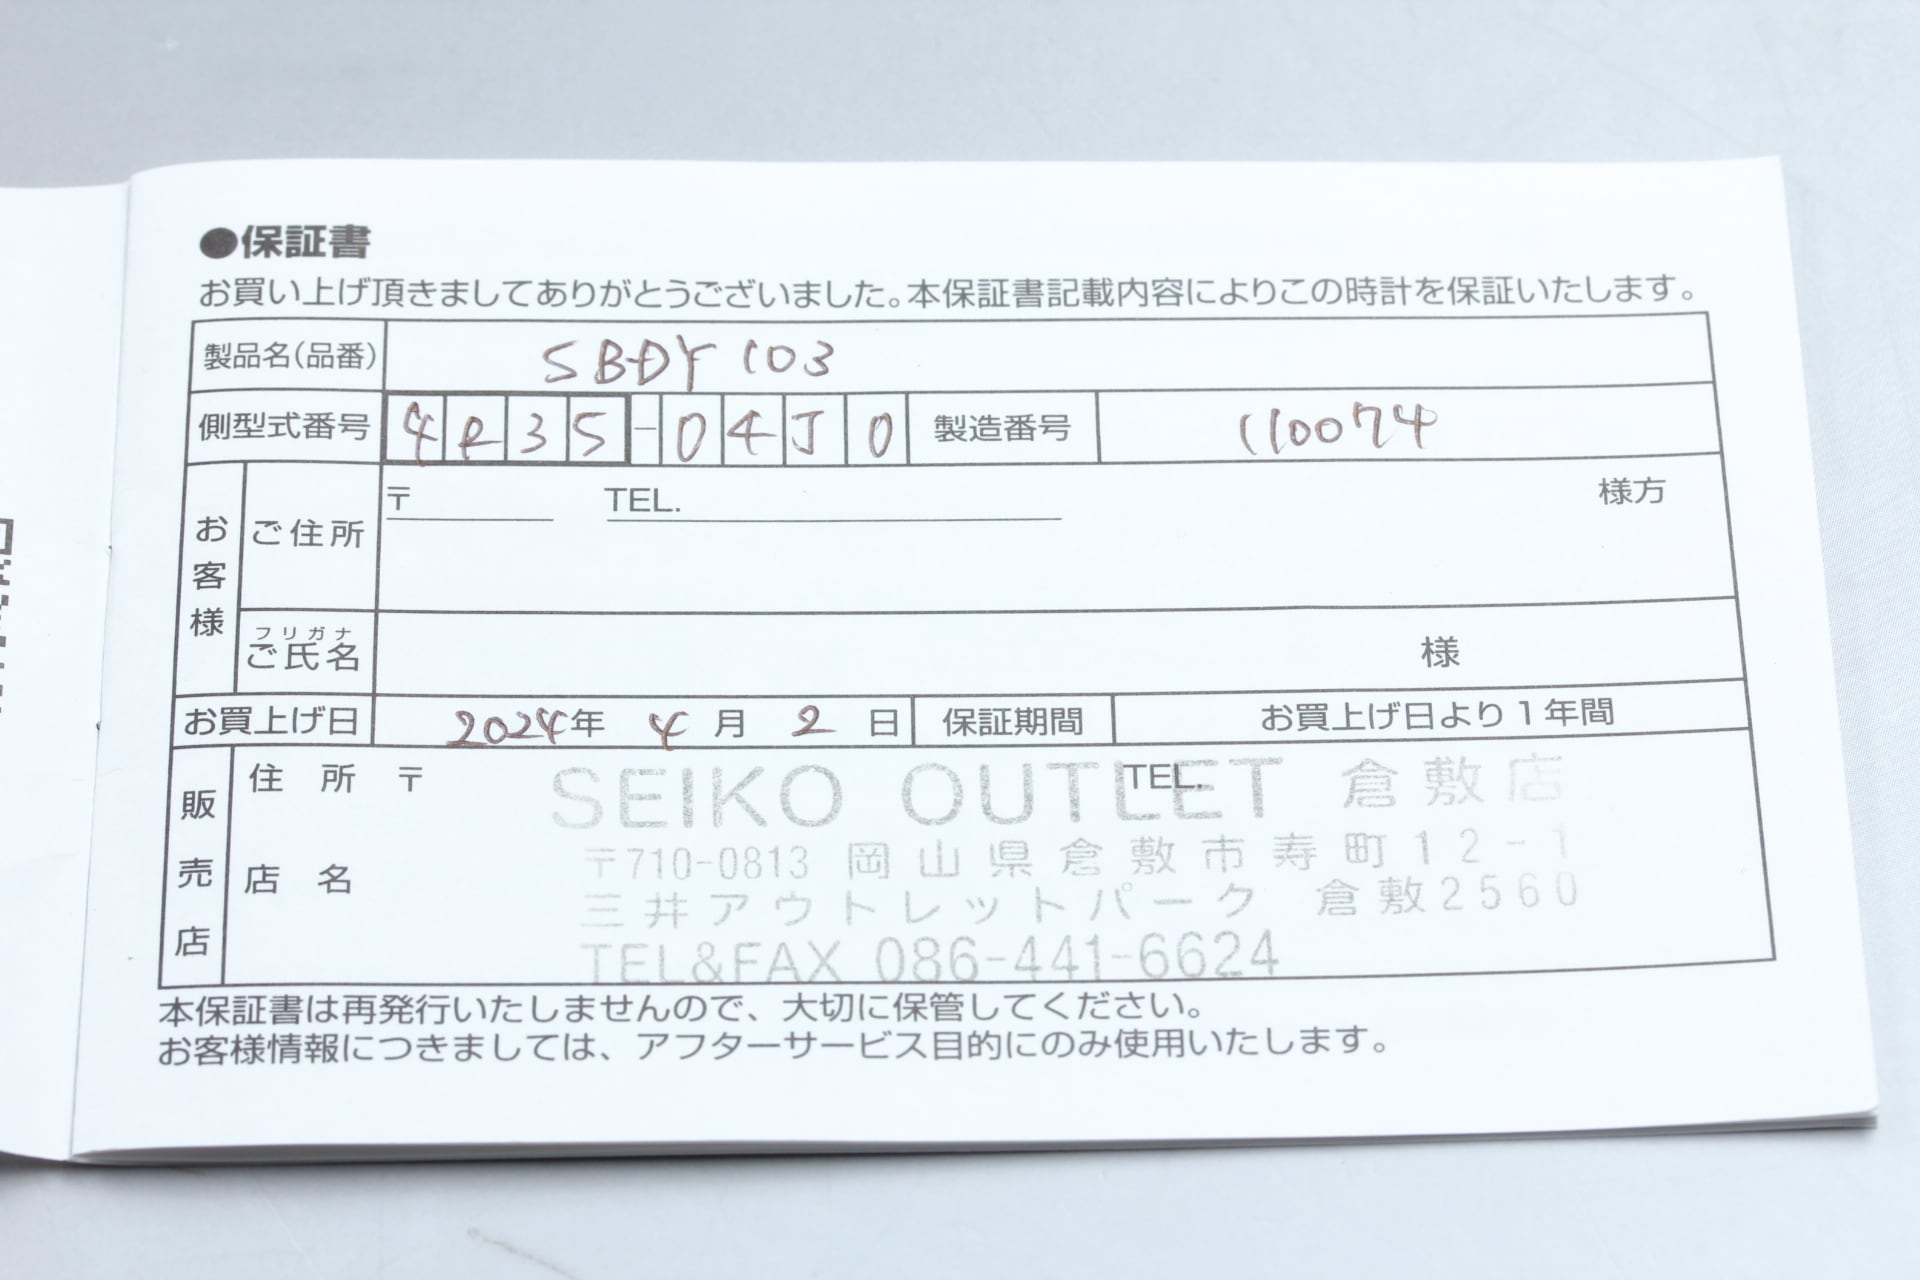 ●保証書
お買い上げ頂きましてありがとうございました。本保証書記載内容によりこの時計を保証いたします。
製品名(品番) SBDY103
側型式番号 4R35-04J0 製造番号 110074
お客様 ご住所 〒 TEL. 様方
フリガナ
ご氏名 様
お買上げ日 2024年 4月 2日 保証期間 お買上げ日より1年間
販売店 住所 〒 TEL.
SEIKO OUTLET 倉敷店
〒710-0813 岡山県倉敷市寿町12-1
店名
三井アウトレットパーク 倉敷2560
TEL&FAX 086-441-6624
本保証書は再発行いたしませんので、大切に保管してください。
お客様情報につきましては、アフターサービス目的にのみ使用いたします。